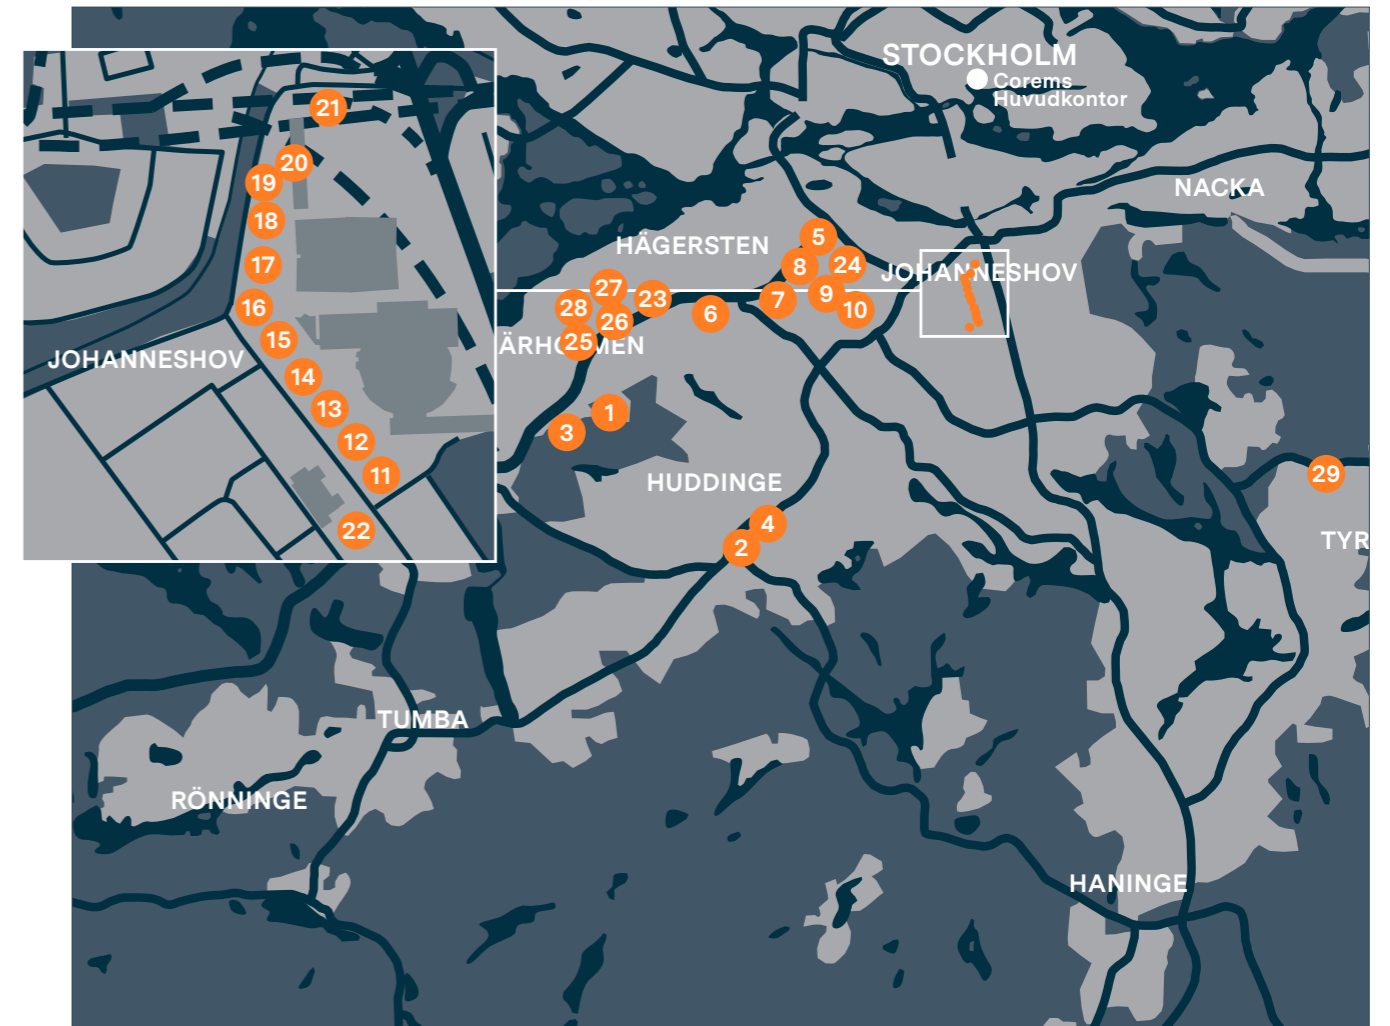 STOCKHOLM
Corems
Huvudkontor
21
20
19
NACKA
18
5
HÄGERSTEN
17
8
24
JOHANNESHOV
27
16
28
23
9
7
10
6
26
15
25
ÄRHOLMEN
JOHANNESHOV
14
13
1
3
12
11
29
HUDDINGE
4
22
2
TYR
TUMBA
RÖNNINGE
HANINGE